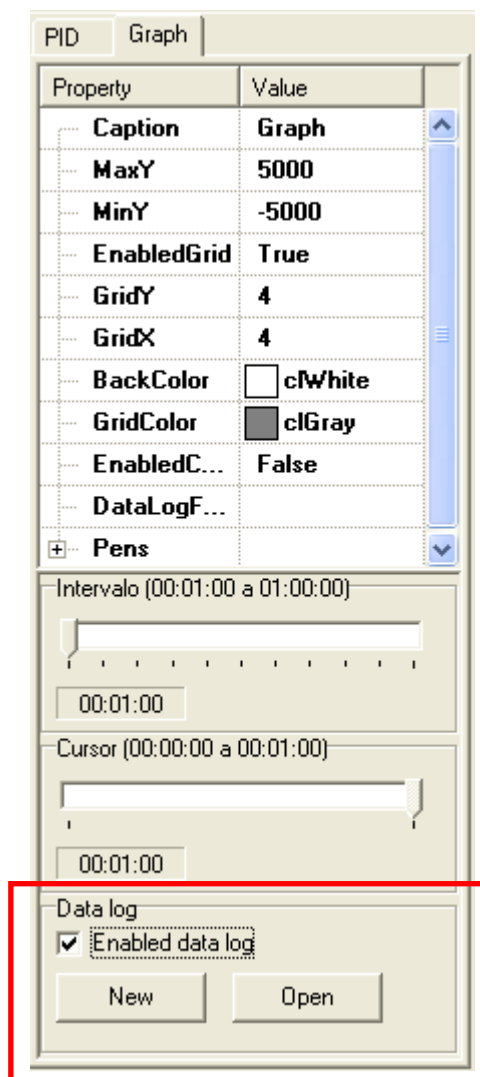 PID Graph
Property Value
Caption Graph
MaxY 5000
MinY -5000
EnabledGrid True
GridY 4
GridX 4
BackColor clWhite
GridColor clGray
EnabledC... False
DataLogF...
Pens
Intervalo (00:01:00 a 01:00:00)
00:01:00
Cursor (00:00:00 a 00:01:00)
00:01:00
Data log
Enabled data log
New Open